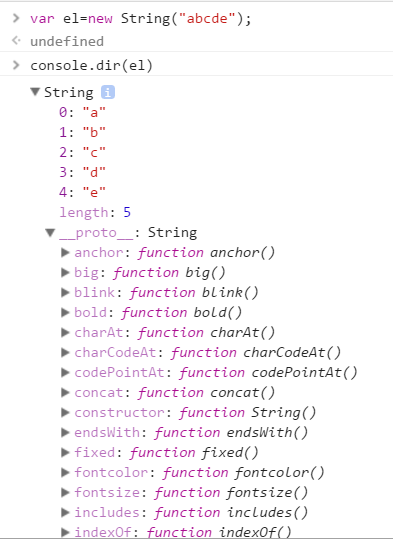 var el=new String("abcde");
undefined
console.dir(el)
String i
0: "a"
1: "b"
2: "c"
3: "d"
4: "e"
length: 5
__proto__: String
anchor: function anchor()
big: function big()
blink: function blink()
bold: function bold()
charAt: function charAt()
charCodeAt: function charCodeAt()
codePointAt: function codePointAt()
concat: function concat()
constructor: function String()
endsWith: function endsWith()
fixed: function fixed()
fontcolor: function fontcolor()
fontsize: function fontsize()
includes: function includes()
indexOf: function indexOf()